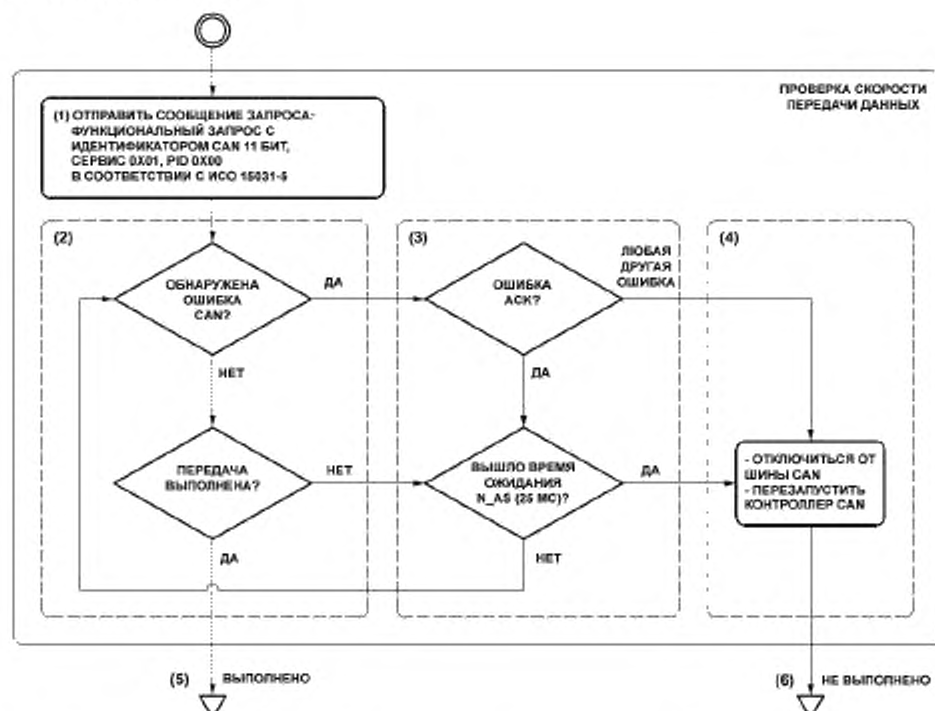 ПРОВЕРКА СКОРОСТИ
ПЕРЕДАЧИ ДАННЫХ
(1) ОТПРАВИТЬ СООБЩЕНИЕ ЗАПРОСА:
ФУНКЦИОНАЛЬНЫЙ ЗАПРОС С
ИДЕНТИФИКАТОРОМ CAN 11 БИТ,
СЕРВИС 0X01, PID 0X00
В СООТВЕТСТВИИ С ИСО 15031-5
(2)
(3)
(4)
ОБНАРУЖЕНА
ОШИБКА
CAN?
ДА
ОШИБКА
АСК?
ЛЮБАЯ
ДРУГАЯ
ОШИБКА
НЕТ
ДА
ПЕРЕДАЧА
ВЫПОЛНЕНА?
НЕТ
ВЫШЛО ВРЕМЯ
ОЖИДАНИЯ
N_AS (25 МС)?
ДА
- ОТКЛЮЧИТЬСЯ ОТ
ШИНЫ CAN
- ПЕРЕЗАПУСТИТЬ
КОНТРОЛЛЕР CAN
ДА
НЕТ
(5)
ВЫПОЛНЕНО
(6)
НЕ ВЫПОЛНЕНО